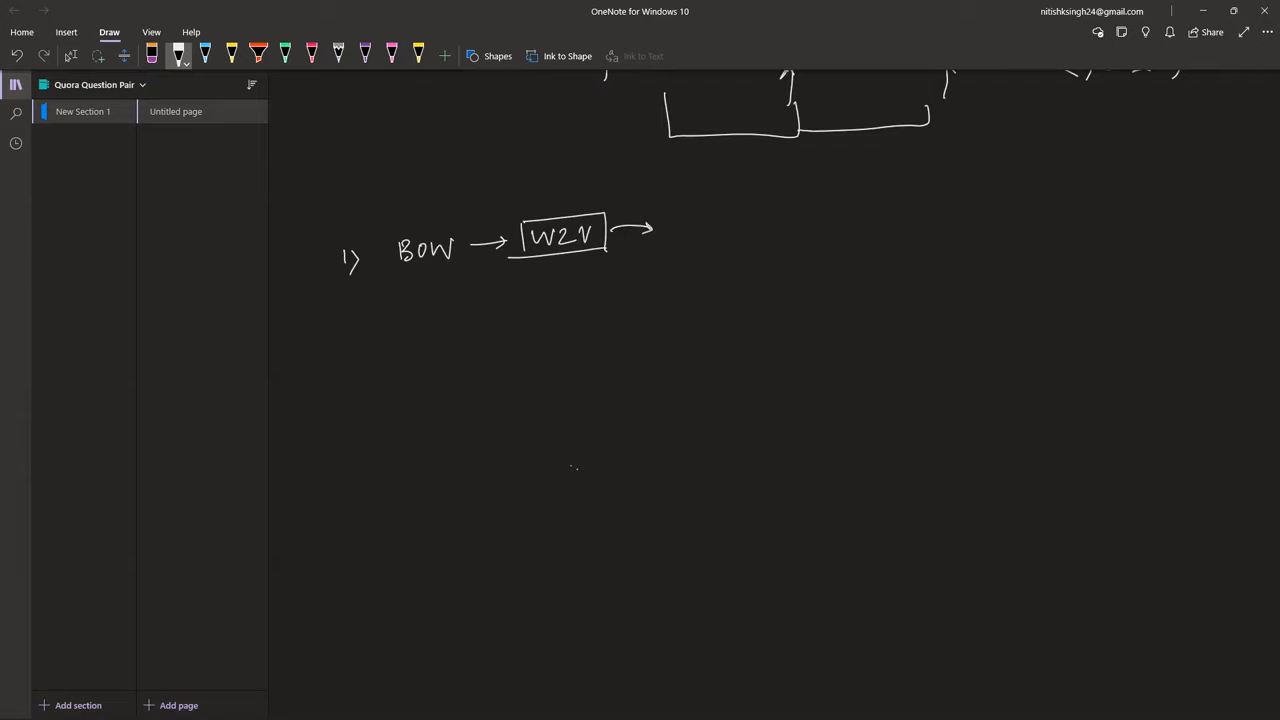 OneNote for Windows 10
nitishksingh24@gmail.com
Home Insert Draw View Help
Share
Shapes Ink to Shape Ink to Text
Quora Question Pair
New Section 1 Untitled page
1) BOW → W2V →
Add section Add page